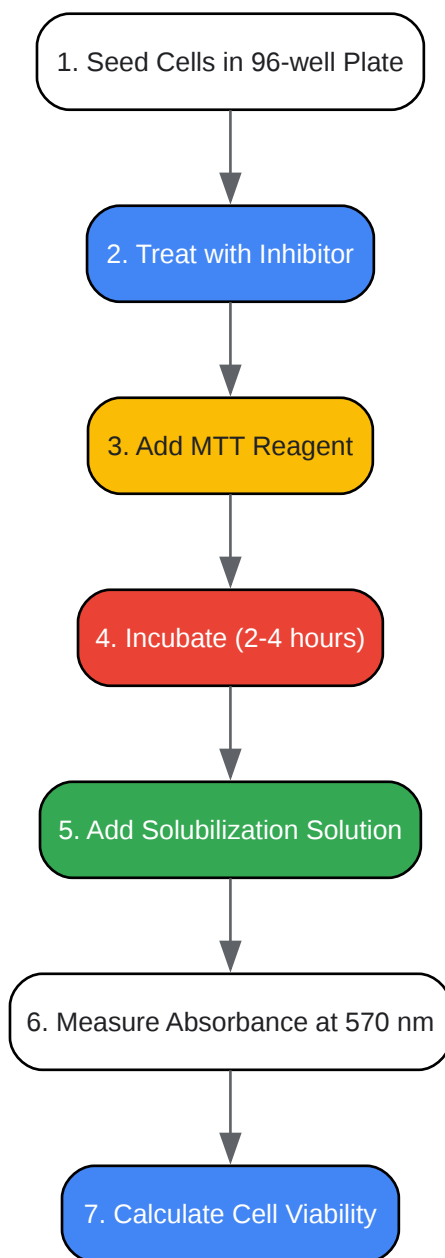 1. Seed Cells in 96-well Plate
2. Treat with Inhibitor
3. Add MTT Reagent
4. Incubate (2-4 hours)
5. Add Solubilization Solution
6. Measure Absorbance at 570 nm
7. Calculate Cell Viability